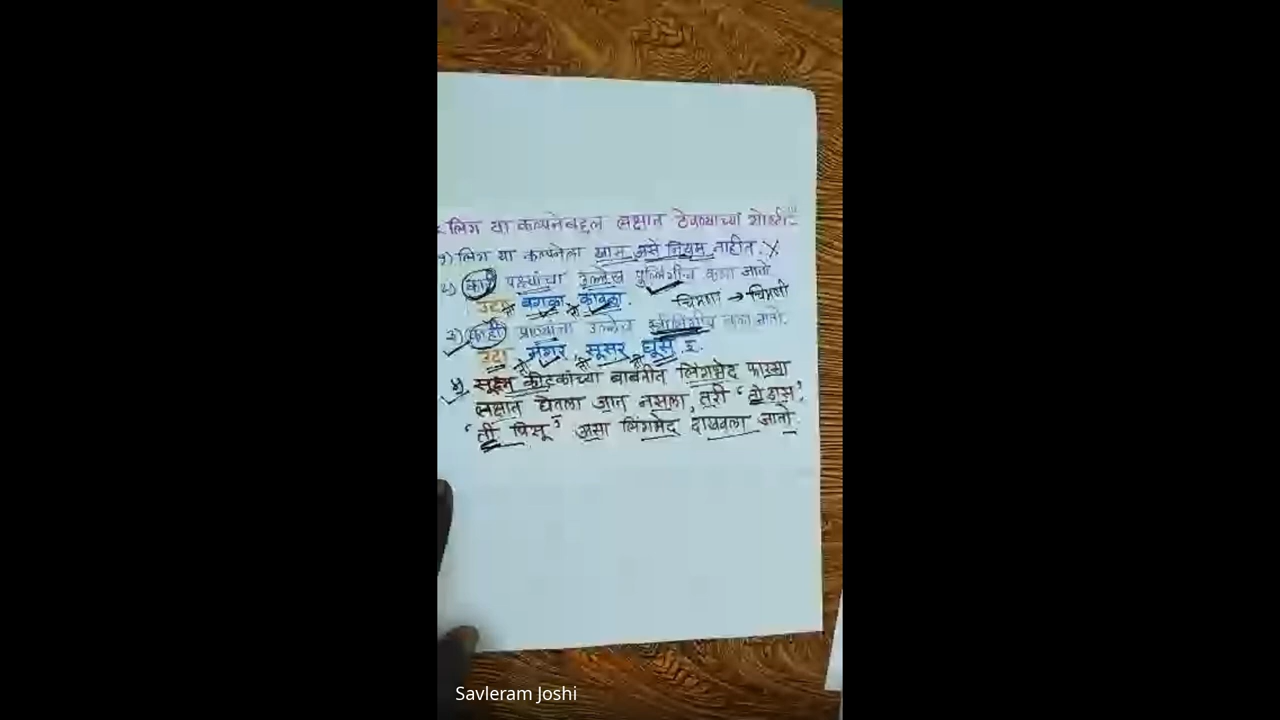 लिंग या कल्पनेबद्दल लक्षात ठेवण्याच्या गोष्टी:-
१) लिंग या कल्पनेला खास असे नियम नाहीत. X
२) काही पक्ष्यांचा उल्लेख पुल्लिंगीच केला जातो
उदा बगळा, कावळा. चिमणा → चिमणी
३) काही प्राण्यांचा उल्लेख स्त्रीलिंगीच केला जातो.
उदा मगर, सूसर, घूस इ.
४) सूक्ष्म कीटकांच्या बाबतीत लिंगभेद फारसा
लक्षात घेतला जात नसला, तरी 'तो डास',
'ती पिसू' असा लिंगभेद दाखवला जातो.
Savleram Joshi